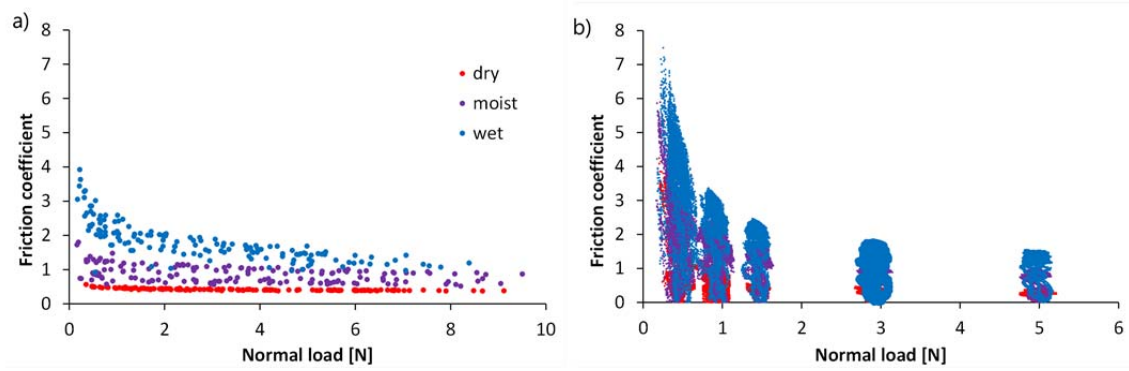 a)
8
7
6
5
4
3
2
1
0
Friction coefficient
dry
moist
wet
0 2 4 6 8 10
Normal load [N]
b)
8
7
6
5
4
3
2
1
0
Friction coefficient
0 1 2 3 4 5 6
Normal load [N]